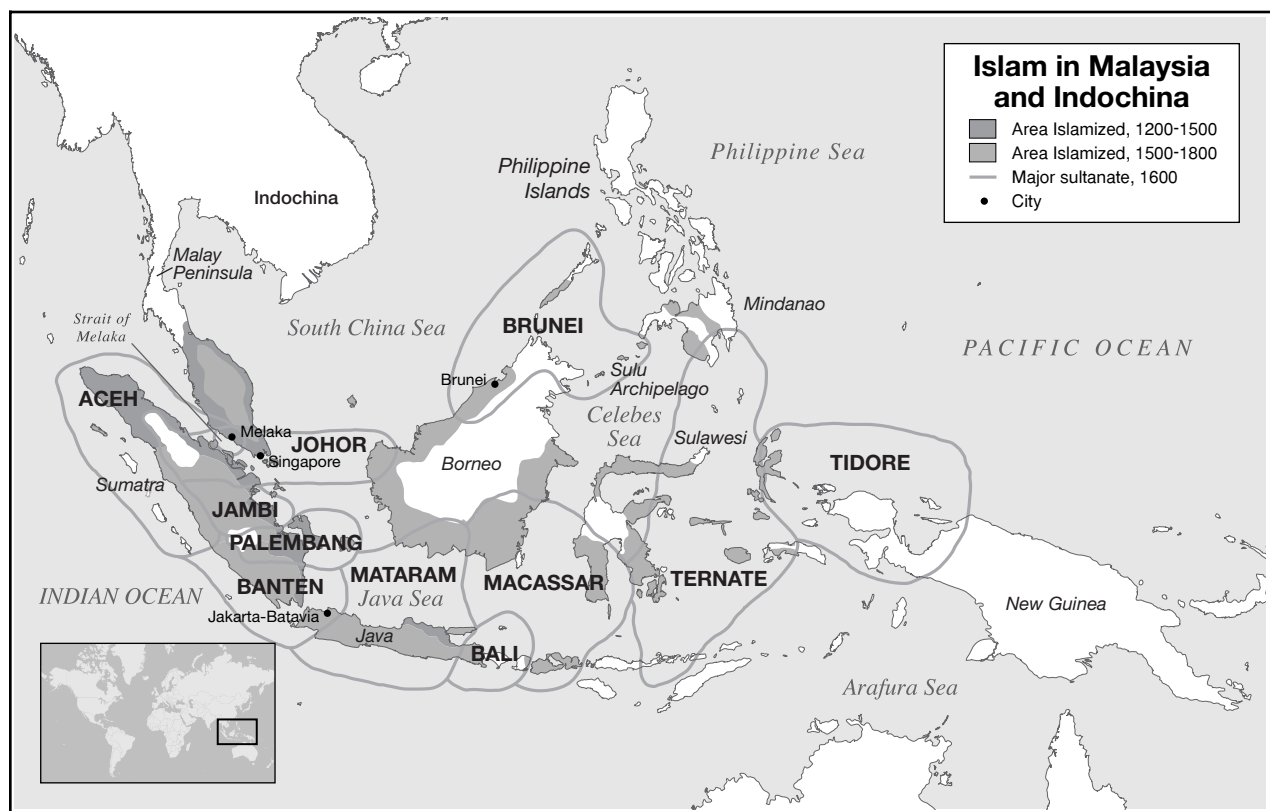 Islam in Malaysia
and Indochina
Area Islamized, 1200-1500
Area Islamized, 1500-1800
Major sultanate, 1600
City
Philippine Sea
Philippine
Islands
Indochina
Malay
Peninsula
Mindanao
Strait of
Melaka
South China Sea
BRUNEI
PACIFIC OCEAN
Brunei
Sulu
Archipelago
ACEH
Celebes
Sea
Melaka
JOHOR
Sulawesi
Singapore
Borneo
TIDORE
Sumatra
JAMBI
PALEMBANG
MATARAM
MACASSAR
TERNATE
BANTEN
INDIAN OCEAN
Java Sea
New Guinea
Jakarta-Batavia
Java
BALI
Arafura Sea